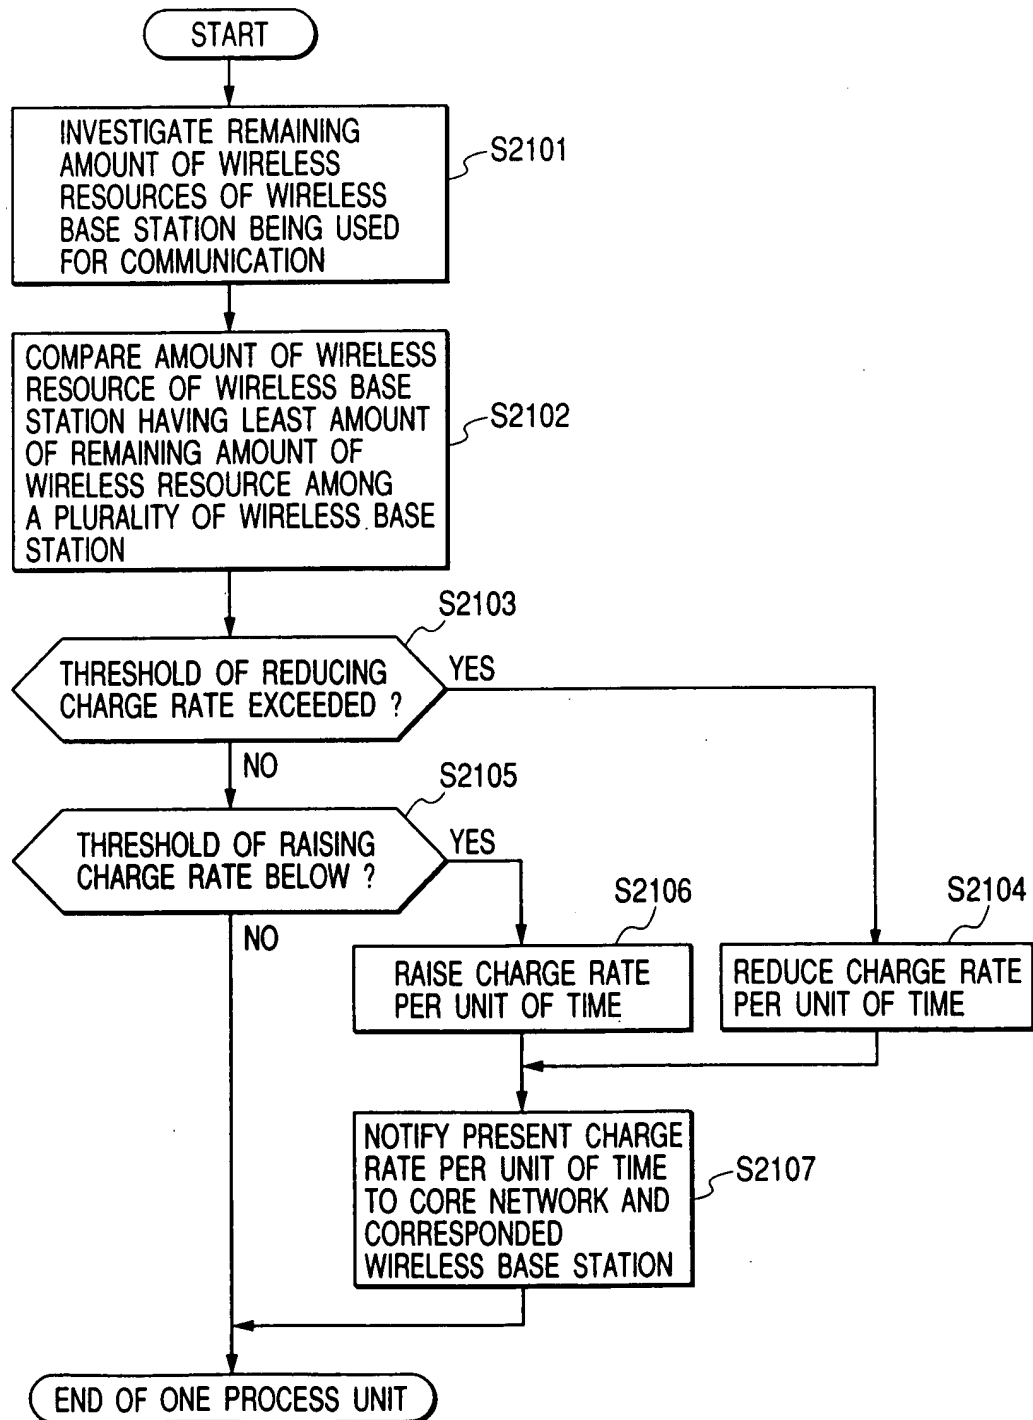 START
INVESTIGATE REMAINING
AMOUNT OF WIRELESS
RESOURCES OF WIRELESS
BASE STATION BEING USED
FOR COMMUNICATION
S2101
COMPARE AMOUNT OF WIRELESS
RESOURCE OF WIRELESS BASE
STATION HAVING LEAST AMOUNT
OF REMAINING AMOUNT OF
WIRELESS RESOURCE AMONG
A PLURALITY OF WIRELESS BASE
STATION
S2102
S2103
THRESHOLD OF REDUCING
CHARGE RATE EXCEEDED ?
YES
NO
S2105
THRESHOLD OF RAISING
CHARGE RATE BELOW ?
YES
NO
S2106
RAISE CHARGE RATE
PER UNIT OF TIME
S2104
REDUCE CHARGE RATE
PER UNIT OF TIME
NOTIFY PRESENT CHARGE
RATE PER UNIT OF TIME
TO CORE NETWORK AND
CORRESPONDED
WIRELESS BASE STATION
S2107
END OF ONE PROCESS UNIT